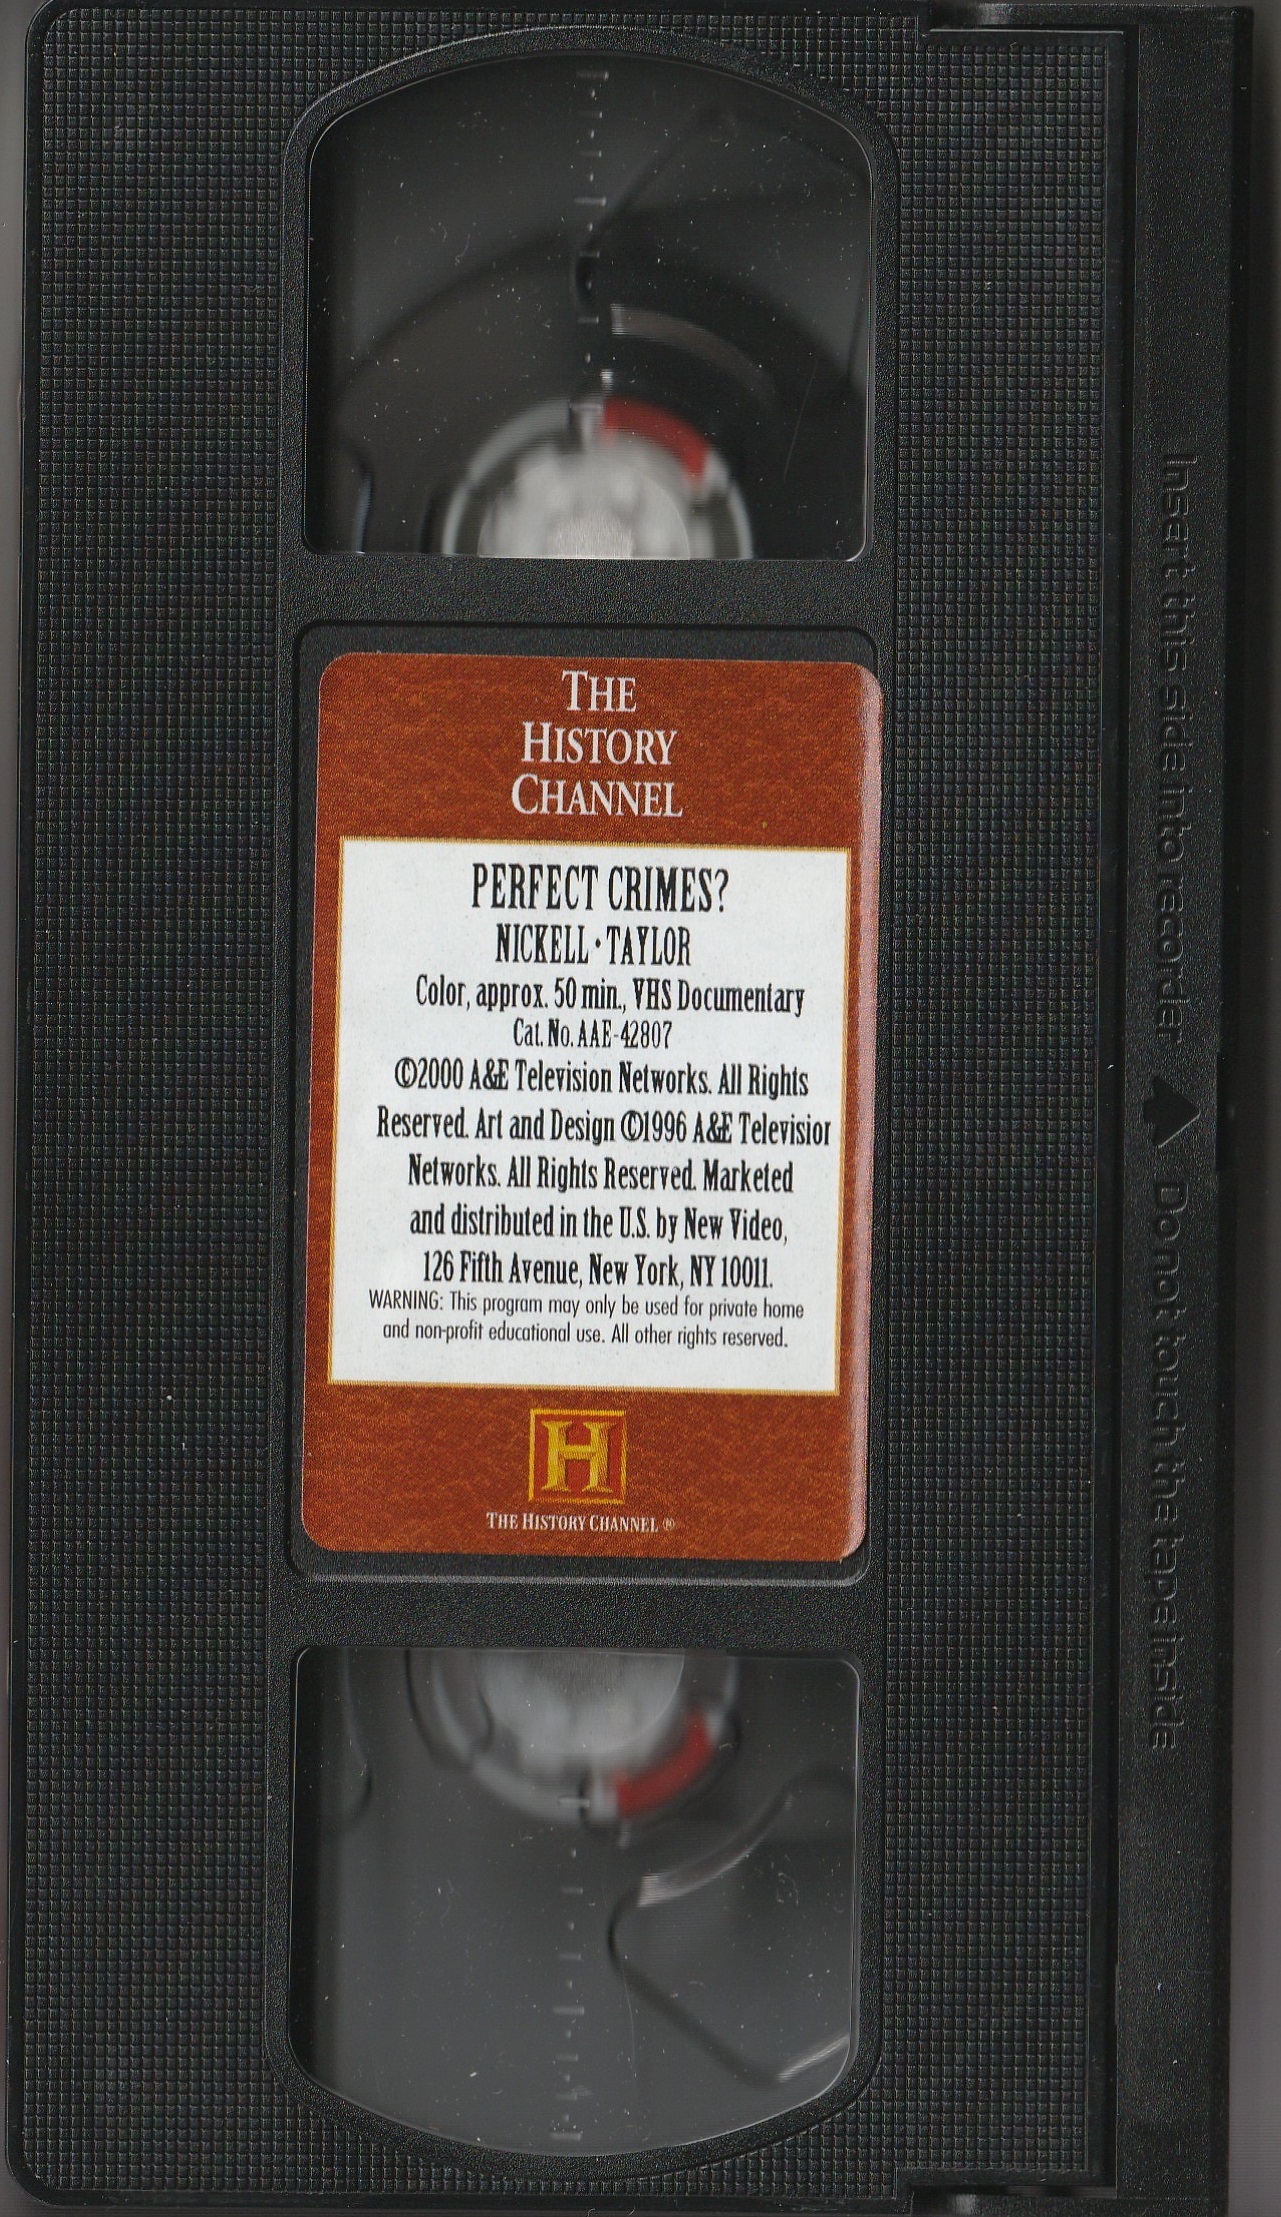 THE
HISTORY
CHANNEL
PERFECT CRIMES?
NICKELL • TAYLOR
Color, approx. 50 min., VHS Documentary
Cat. No. AAE-42807
©2000 A&E Television Networks. All Rights
Reserved. Art and Design ©1996 A&E Television
Networks. All Rights Reserved. Marketed
and distributed in the U.S. by New Video,
126 Fifth Avenue, New York, NY 10011.
WARNING: This program may only be used for private home
and non-profit educational use. All other rights reserved.
H
THE HISTORY CHANNEL ®
Insert this side into recorder ▲ Do not touch the tape inside